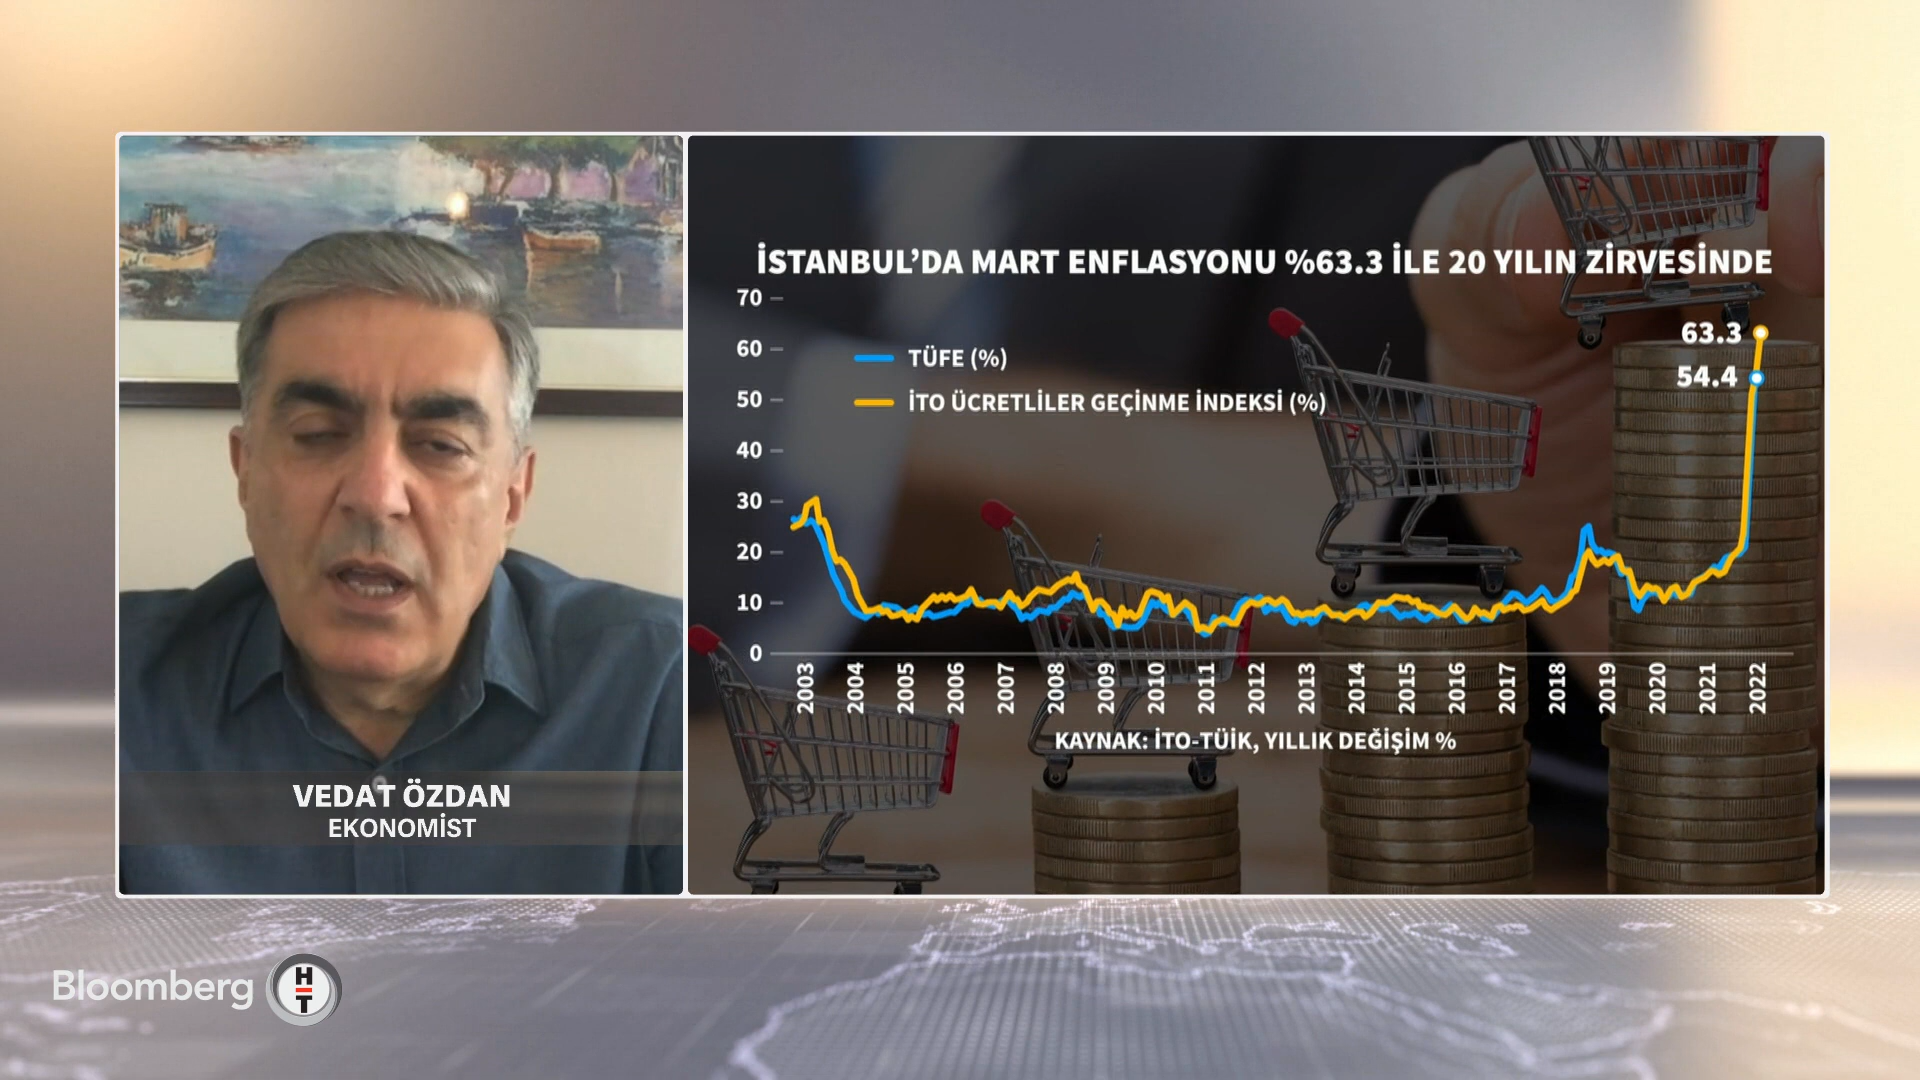 İSTANBUL'DA MART ENFLASYONU %63.3 İLE 20 YILIN ZİRVESİNDE
70
60
50
40
30
20
10
0
TÜFE (%)
İTO ÜCRETLİLER GEÇİNME İNDEKSİ (%)
63.3
54.4
2003 2004 2005 2006 2007 2008 2009 2010 2011 2012 2013 2014 2015 2016 2017 2018 2019 2020 2021 2022
KAYNAK: İTO-TÜİK, YILLIK DEĞİŞİM %
VEDAT ÖZDAN
EKONOMİST
Bloomberg HT